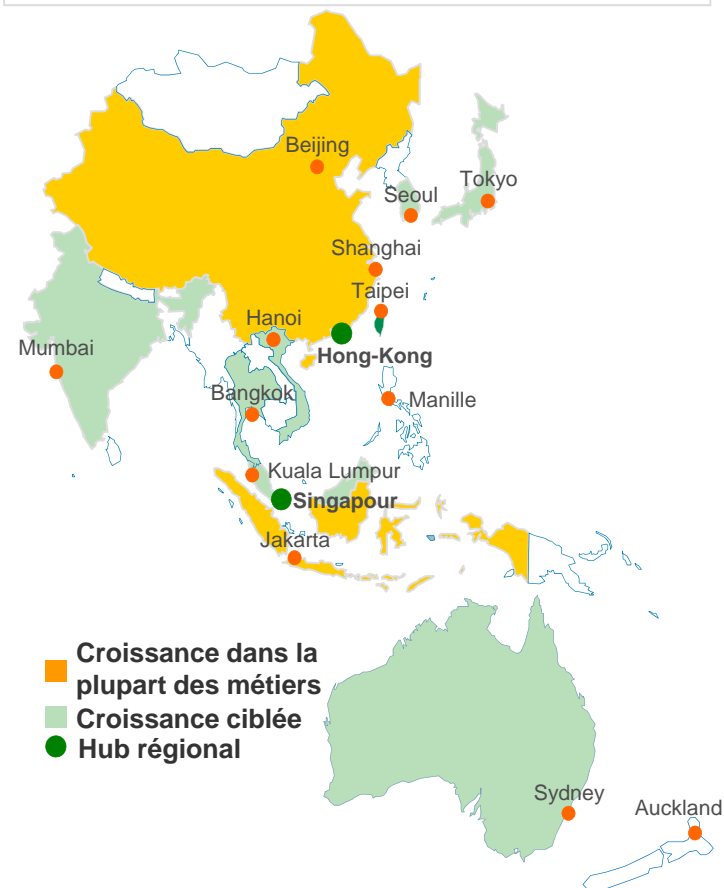 Beijing
Tokyo
Seoul
Shanghai
Taipei
Hanoi
Mumbai
Hong-Kong
Bangkok
Manille
Kuala Lumpur
Singapour
Jakarta
Croissance dans la
plupart des métiers
Croissance ciblée
Hub régional
Sydney
Auckland